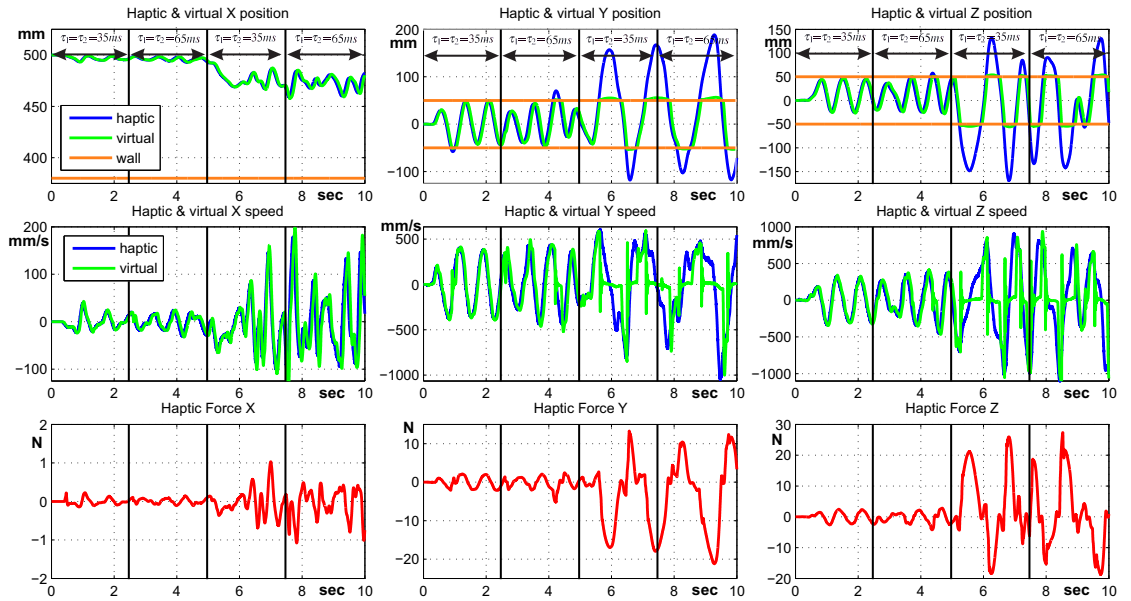 Haptic & virtual X position
mm
τ₁=τ₂=35ms τ₁=τ₂=65ms τ₁=τ₂=35ms τ₁=τ₂=65ms
500
450
400
380
haptic
virtual
wall
0 2 4 6 8 sec 10
Haptic & virtual Y position
mm
τ₁=τ₂=35ms τ₁=τ₂=65ms τ₁=τ₂=35ms τ₁=τ₂=65ms
200
100
50
0
−50
−100
0 2 4 6 8 sec 10
Haptic & virtual Z position
mm
τ₁=τ₂=35ms τ₁=τ₂=65ms τ₁=τ₂=35ms τ₁=τ₂=65ms
150
100
50
0
−50
−100
−150
0 2 4 6 8 sec 10
Haptic & virtual X speed
mm/s
200
100
0
−100
haptic
virtual
0 2 4 6 8 sec 10
Haptic & virtual Y speed
mm/s
500
0
−500
−1000
0 2 4 6 8 sec 10
Haptic & virtual Z speed
mm/s
1000
500
0
−500
−1000
0 2 4 6 8 sec 10
Haptic Force X
N
2
1
0
−1
−2
0 2 4 6 8 sec 10
Haptic Force Y
N
10
0
−10
−20
0 2 4 6 8 sec 10
Haptic Force Z
N
30
20
10
0
−10
−20
0 2 4 6 8 sec 10